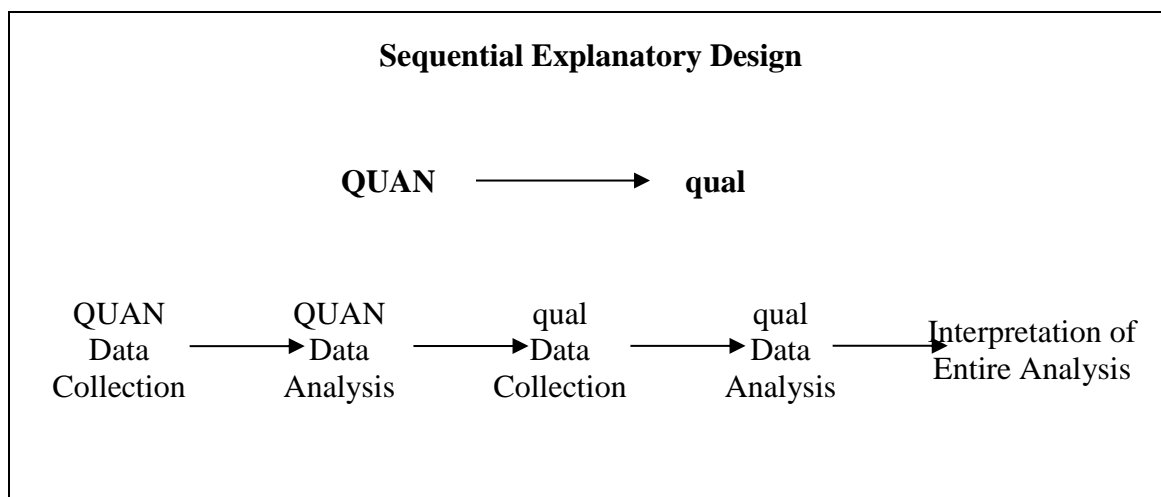 Sequential Explanatory Design
QUAN qual
QUAN
Data
Collection
QUAN
Data
Analysis
qual
Data
Collection
qual
Data
Analysis
Interpretation of
Entire Analysis